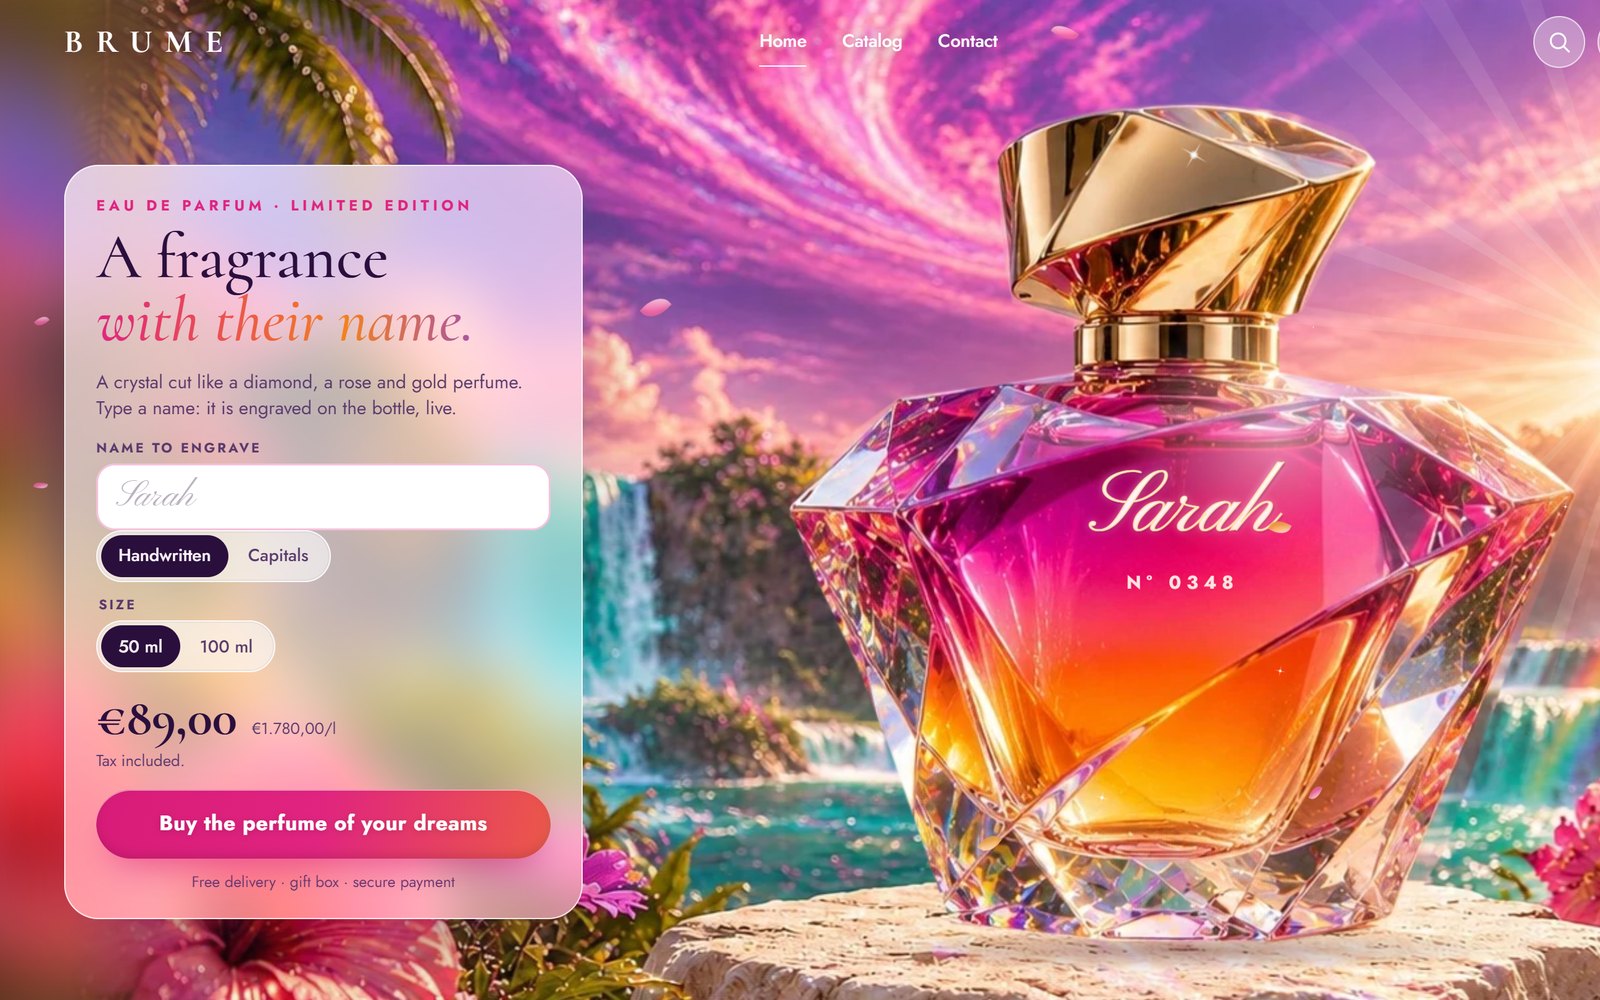 BRUME
Home Catalog Contact
EAU DE PARFUM · LIMITED EDITION
A fragrance
with their name.
A crystal cut like a diamond, a rose and gold perfume.
Type a name: it is engraved on the bottle, live.
NAME TO ENGRAVE
Sarah
Handwritten Capitals
SIZE
50 ml 100 ml
€89,00 €1.780,00/l
Tax included.
Buy the perfume of your dreams
Free delivery · gift box · secure payment
Sarah
N° 0348